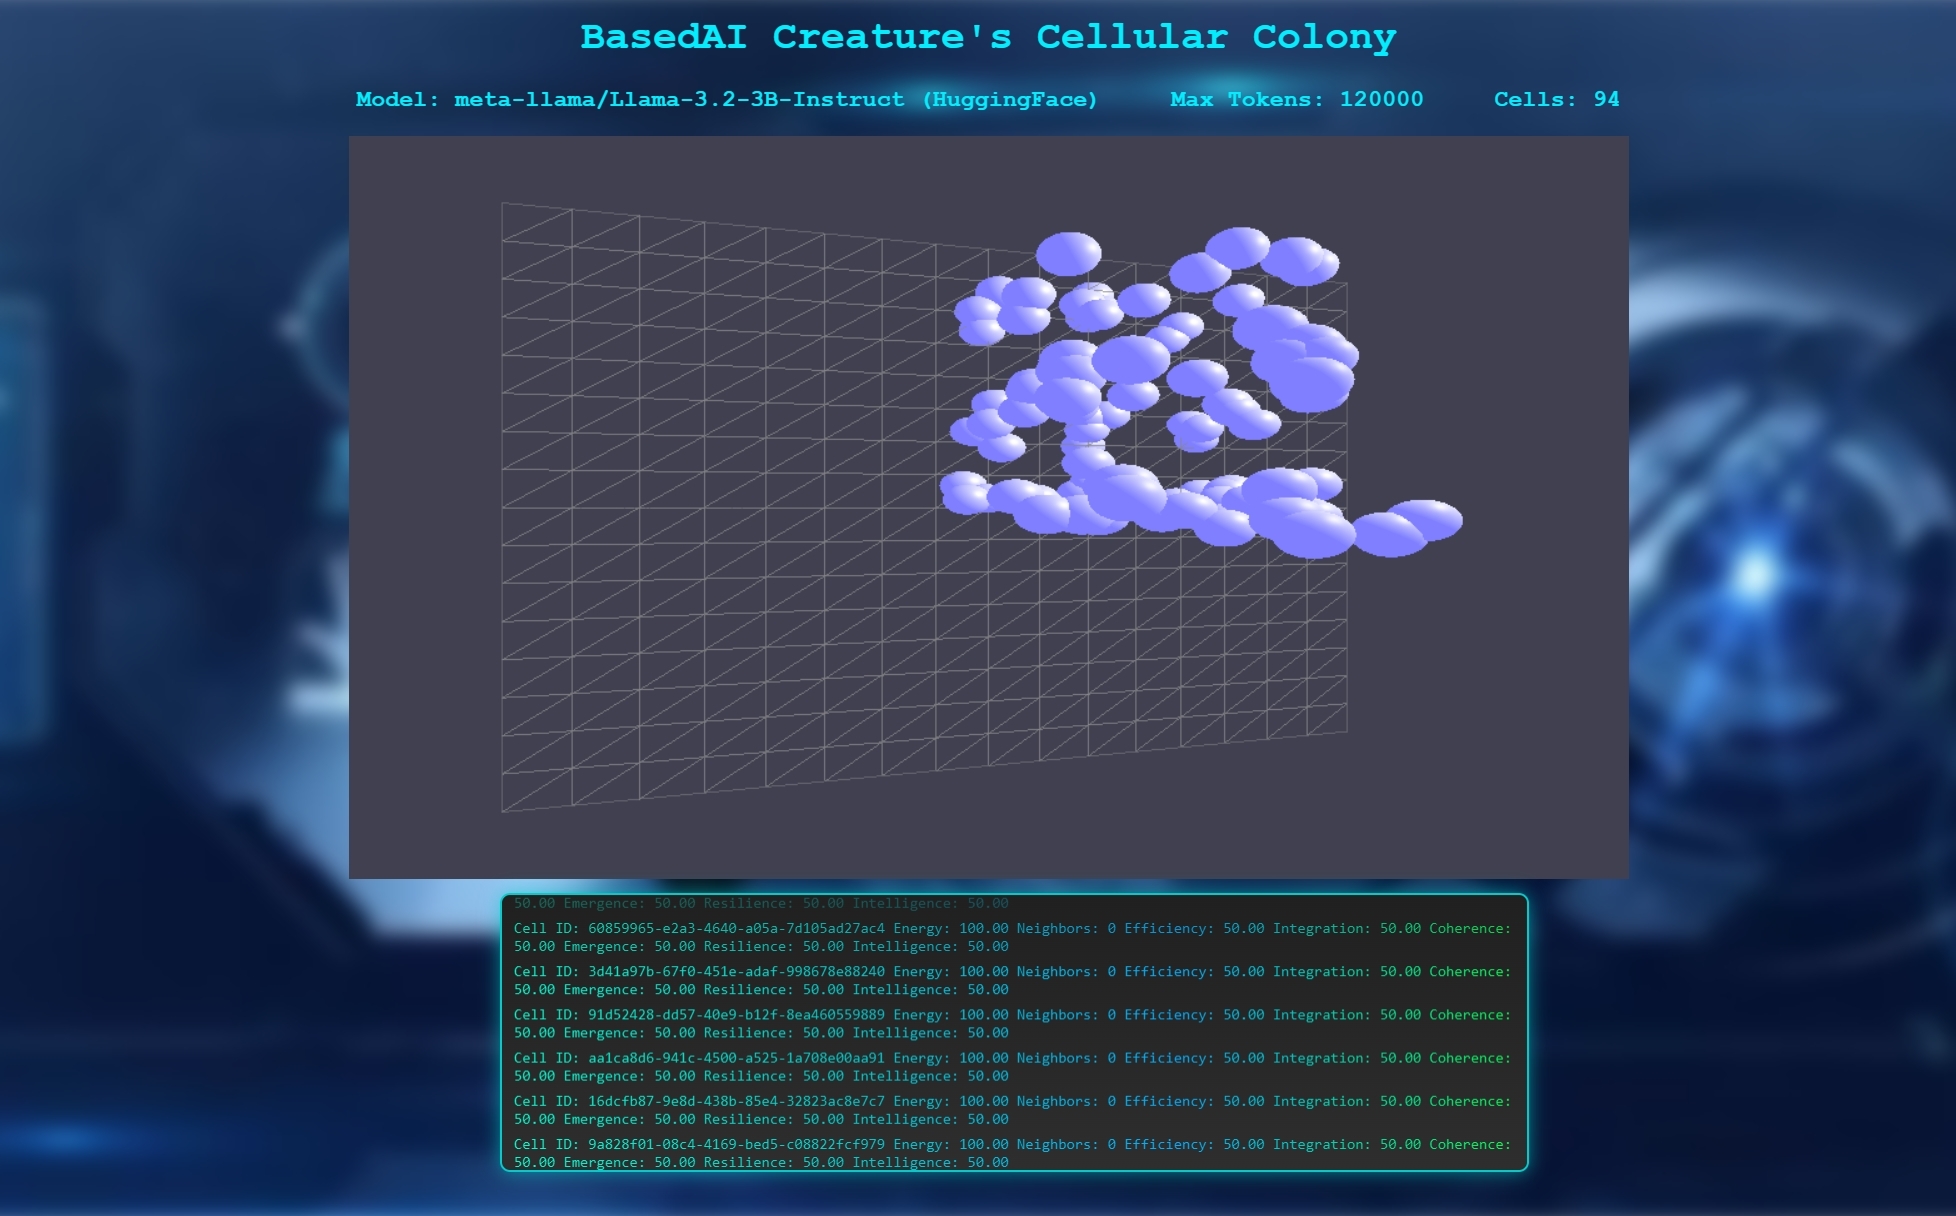 BasedAI Creature's Cellular Colony
Model: meta-llama/Llama-3.2-3B-Instruct (HuggingFace) Max Tokens: 120000 Cells: 94
50.00 Emergence: 50.00 Resilience: 50.00 Intelligence: 50.00
Cell ID: 60859965-e2a3-4640-a05a-7d105ad27ac4 Energy: 100.00 Neighbors: 0 Efficiency: 50.00 Integration: 50.00 Coherence:
50.00 Emergence: 50.00 Resilience: 50.00 Intelligence: 50.00
Cell ID: 3d41a97b-67f0-451e-adaf-998678e88240 Energy: 100.00 Neighbors: 0 Efficiency: 50.00 Integration: 50.00 Coherence:
50.00 Emergence: 50.00 Resilience: 50.00 Intelligence: 50.00
Cell ID: 91d52428-dd57-40e9-b12f-8ea460559889 Energy: 100.00 Neighbors: 0 Efficiency: 50.00 Integration: 50.00 Coherence:
50.00 Emergence: 50.00 Resilience: 50.00 Intelligence: 50.00
Cell ID: aa1ca8d6-941c-4500-a525-1a708e00aa91 Energy: 100.00 Neighbors: 0 Efficiency: 50.00 Integration: 50.00 Coherence:
50.00 Emergence: 50.00 Resilience: 50.00 Intelligence: 50.00
Cell ID: 16dcfb87-9e8d-438b-85e4-32823ac8e7c7 Energy: 100.00 Neighbors: 0 Efficiency: 50.00 Integration: 50.00 Coherence:
50.00 Emergence: 50.00 Resilience: 50.00 Intelligence: 50.00
Cell ID: 9a828f01-08c4-4169-bed5-c08822fcf979 Energy: 100.00 Neighbors: 0 Efficiency: 50.00 Integration: 50.00 Coherence:
50.00 Emergence: 50.00 Resilience: 50.00 Intelligence: 50.00